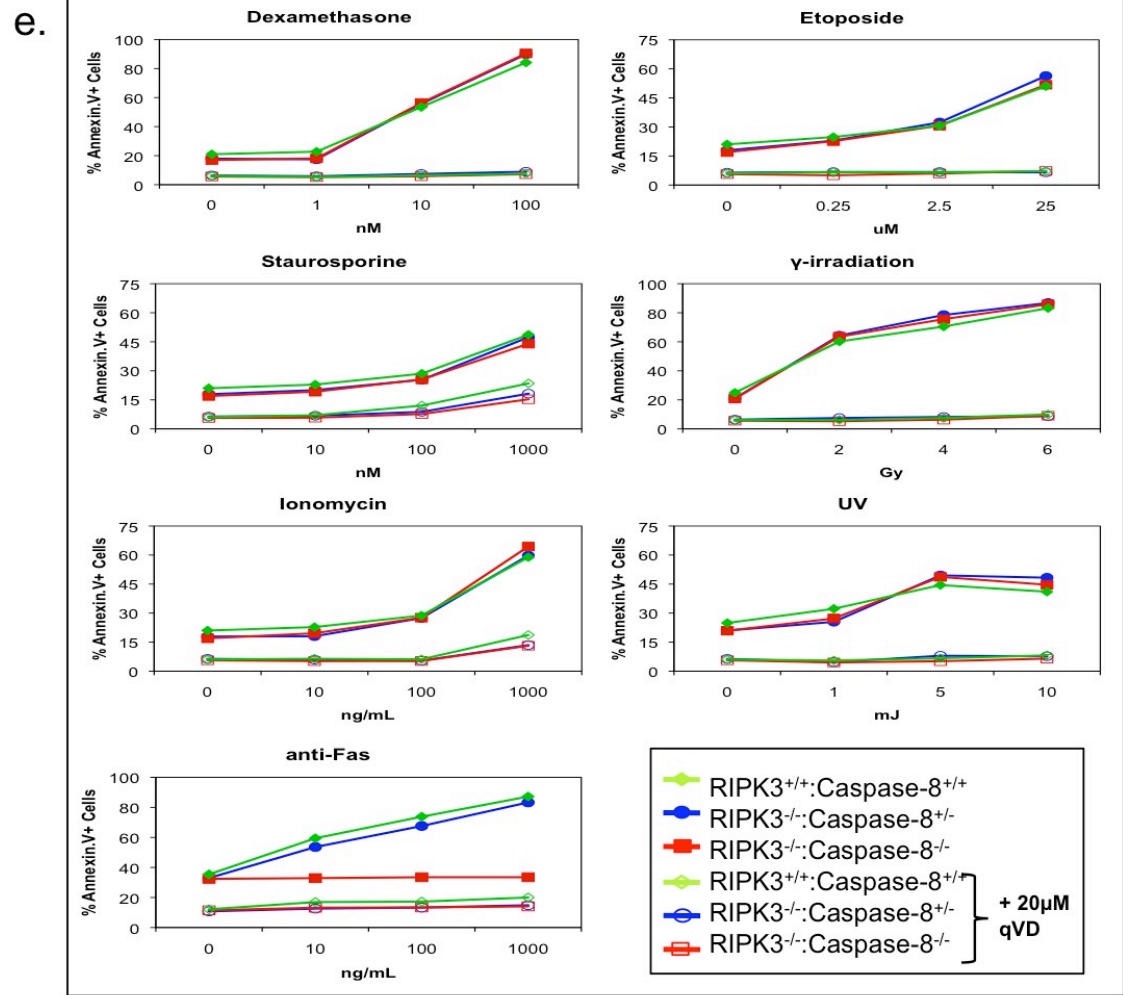 e.
Dexamethasone
% Annexin.V+ Cells
100
80
60
40
20
0
0 1 10 100
nM
Etoposide
% Annexin.V+ Cells
75
60
45
30
15
0
0 0.25 2.5 25
uM
Staurosporine
% Annexin.V+ Cells
75
60
45
30
15
0
0 10 100 1000
nM
γ-irradiation
% Annexin.V+ Cells
100
80
60
40
20
0
0 2 4 6
Gy
Ionomycin
% Annexin.V+ Cells
75
60
45
30
15
0
0 10 100 1000
ng/mL
UV
% Annexin.V+ Cells
75
60
45
30
15
0
0 1 5 10
mJ
anti-Fas
% Annexin.V+ Cells
100
80
60
40
20
0
0 10 100 1000
ng/mL
RIPK3+/+:Caspase-8+/+
RIPK3-/-:Caspase-8+/-
RIPK3-/-:Caspase-8-/-
RIPK3+/+:Caspase-8+/+
RIPK3-/-:Caspase-8+/-
RIPK3-/-:Caspase-8-/-
+ 20µM
qVD